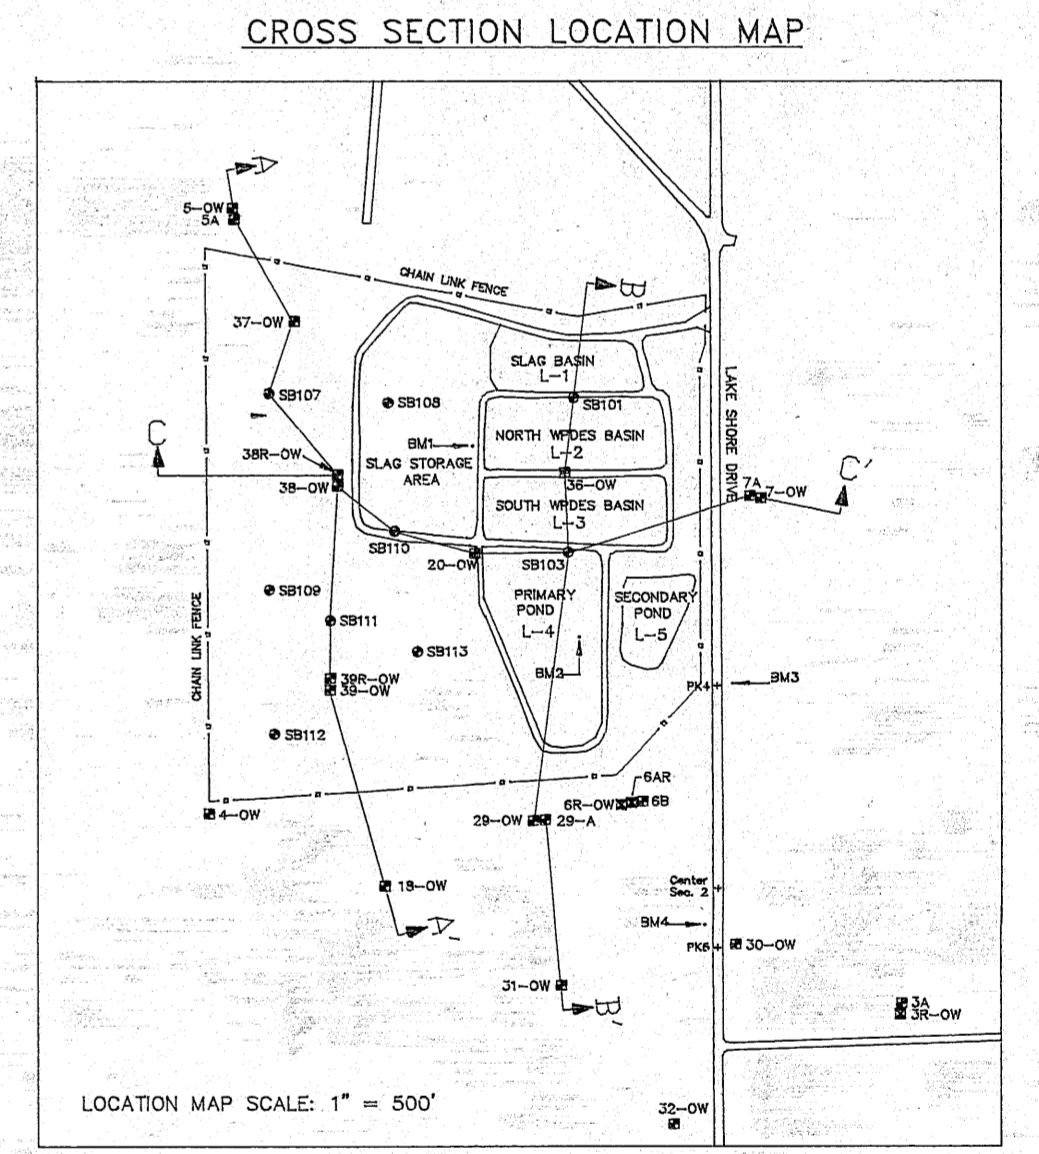 CROSS SECTION LOCATION MAP
A
5-OW
5A
CHAIN LINK FENCE
B
37-OW
SLAG BASIN
L-1
SB107
SB108
SB101
LAKE SHORE DRIVE
C
BM1
NORTH WPDES BASIN
L-2
38R-OW
SLAG STORAGE
AREA
38-OW
36-OW
C'
7A
7-OW
SOUTH WPDES BASIN
L-3
SB110
20-OW
SB103
SB109
PRIMARY
POND
L-4
SECONDARY
POND
L-5
SB111
SB113
CHAIN LINK FENCE
39R-OW
39-OW
BM2
PK4
BM3
SB112
6AR
6R-OW
6B
4-OW
29-OW
29-A
18-OW
Center
Sec. 2
A'
BM4
PK5
30-OW
31-OW
B'
3A
3R-OW
LOCATION MAP SCALE: 1" = 500'
32-OW